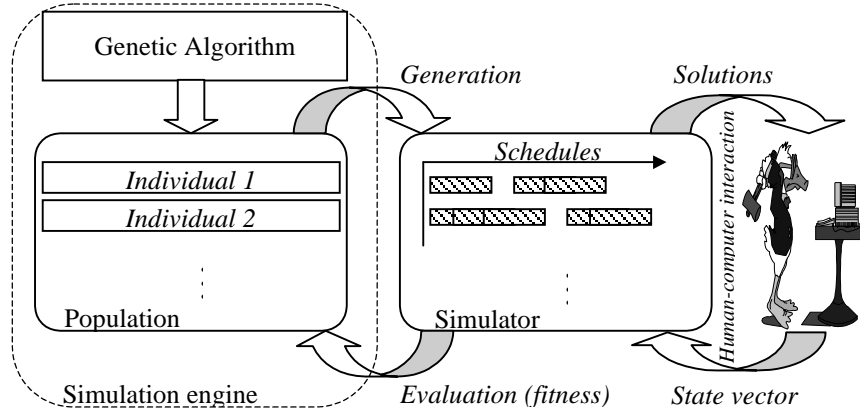 Genetic Algorithm
Generation
Solutions
Schedules
Individual 1
Individual 2
Population
Simulator
Human-computer interaction
Simulation engine
Evaluation (fitness)
State vector